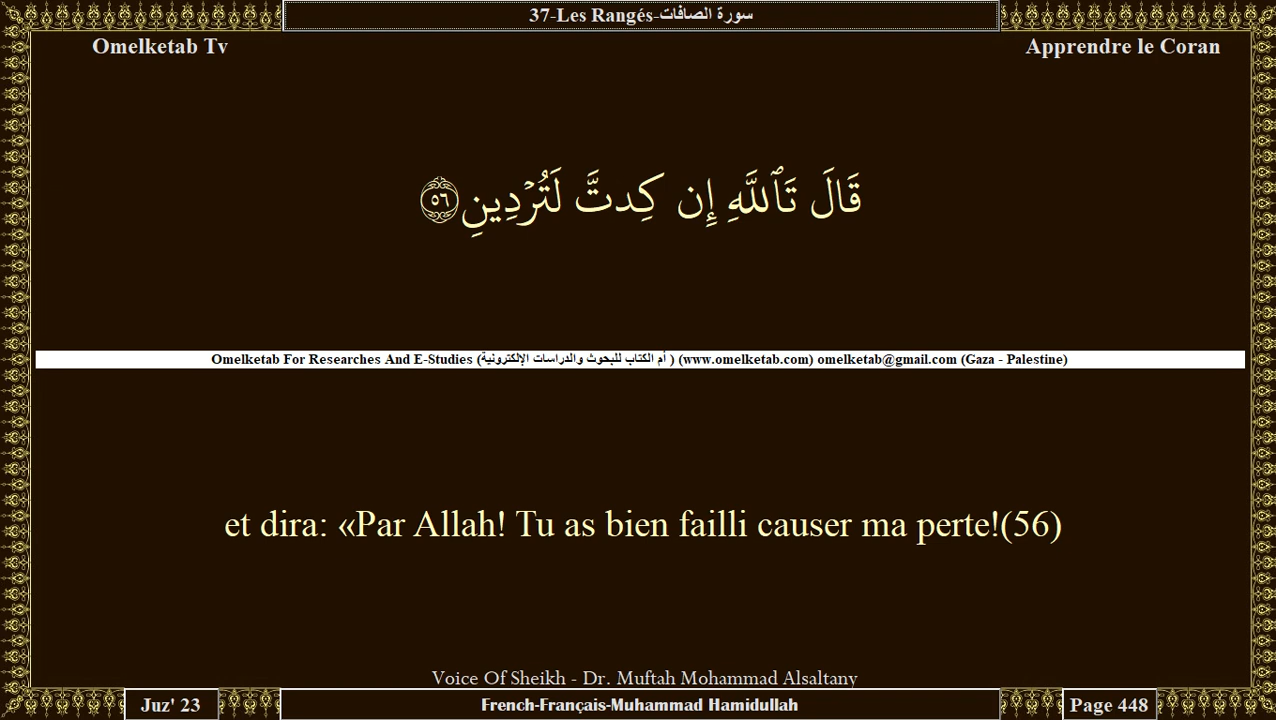 37-Les Rangés-سورة الصافات
Omelketab Tv
Apprendre le Coran
قَالَ تَٱللَّهِ إِن كِدتَّ لَتُرۡدِينِ ٥٦
Omelketab For Researches And E-Studies (أم الكتاب للبحوث والدراسات الإلكترونية ) (www.omelketab.com) omelketab@gmail.com (Gaza - Palestine)
et dira: «Par Allah! Tu as bien failli causer ma perte!(56)
Voice Of Sheikh - Dr. Muftah Mohammad Alsaltany
Juz' 23
French-Français-Muhammad Hamidullah
Page 448